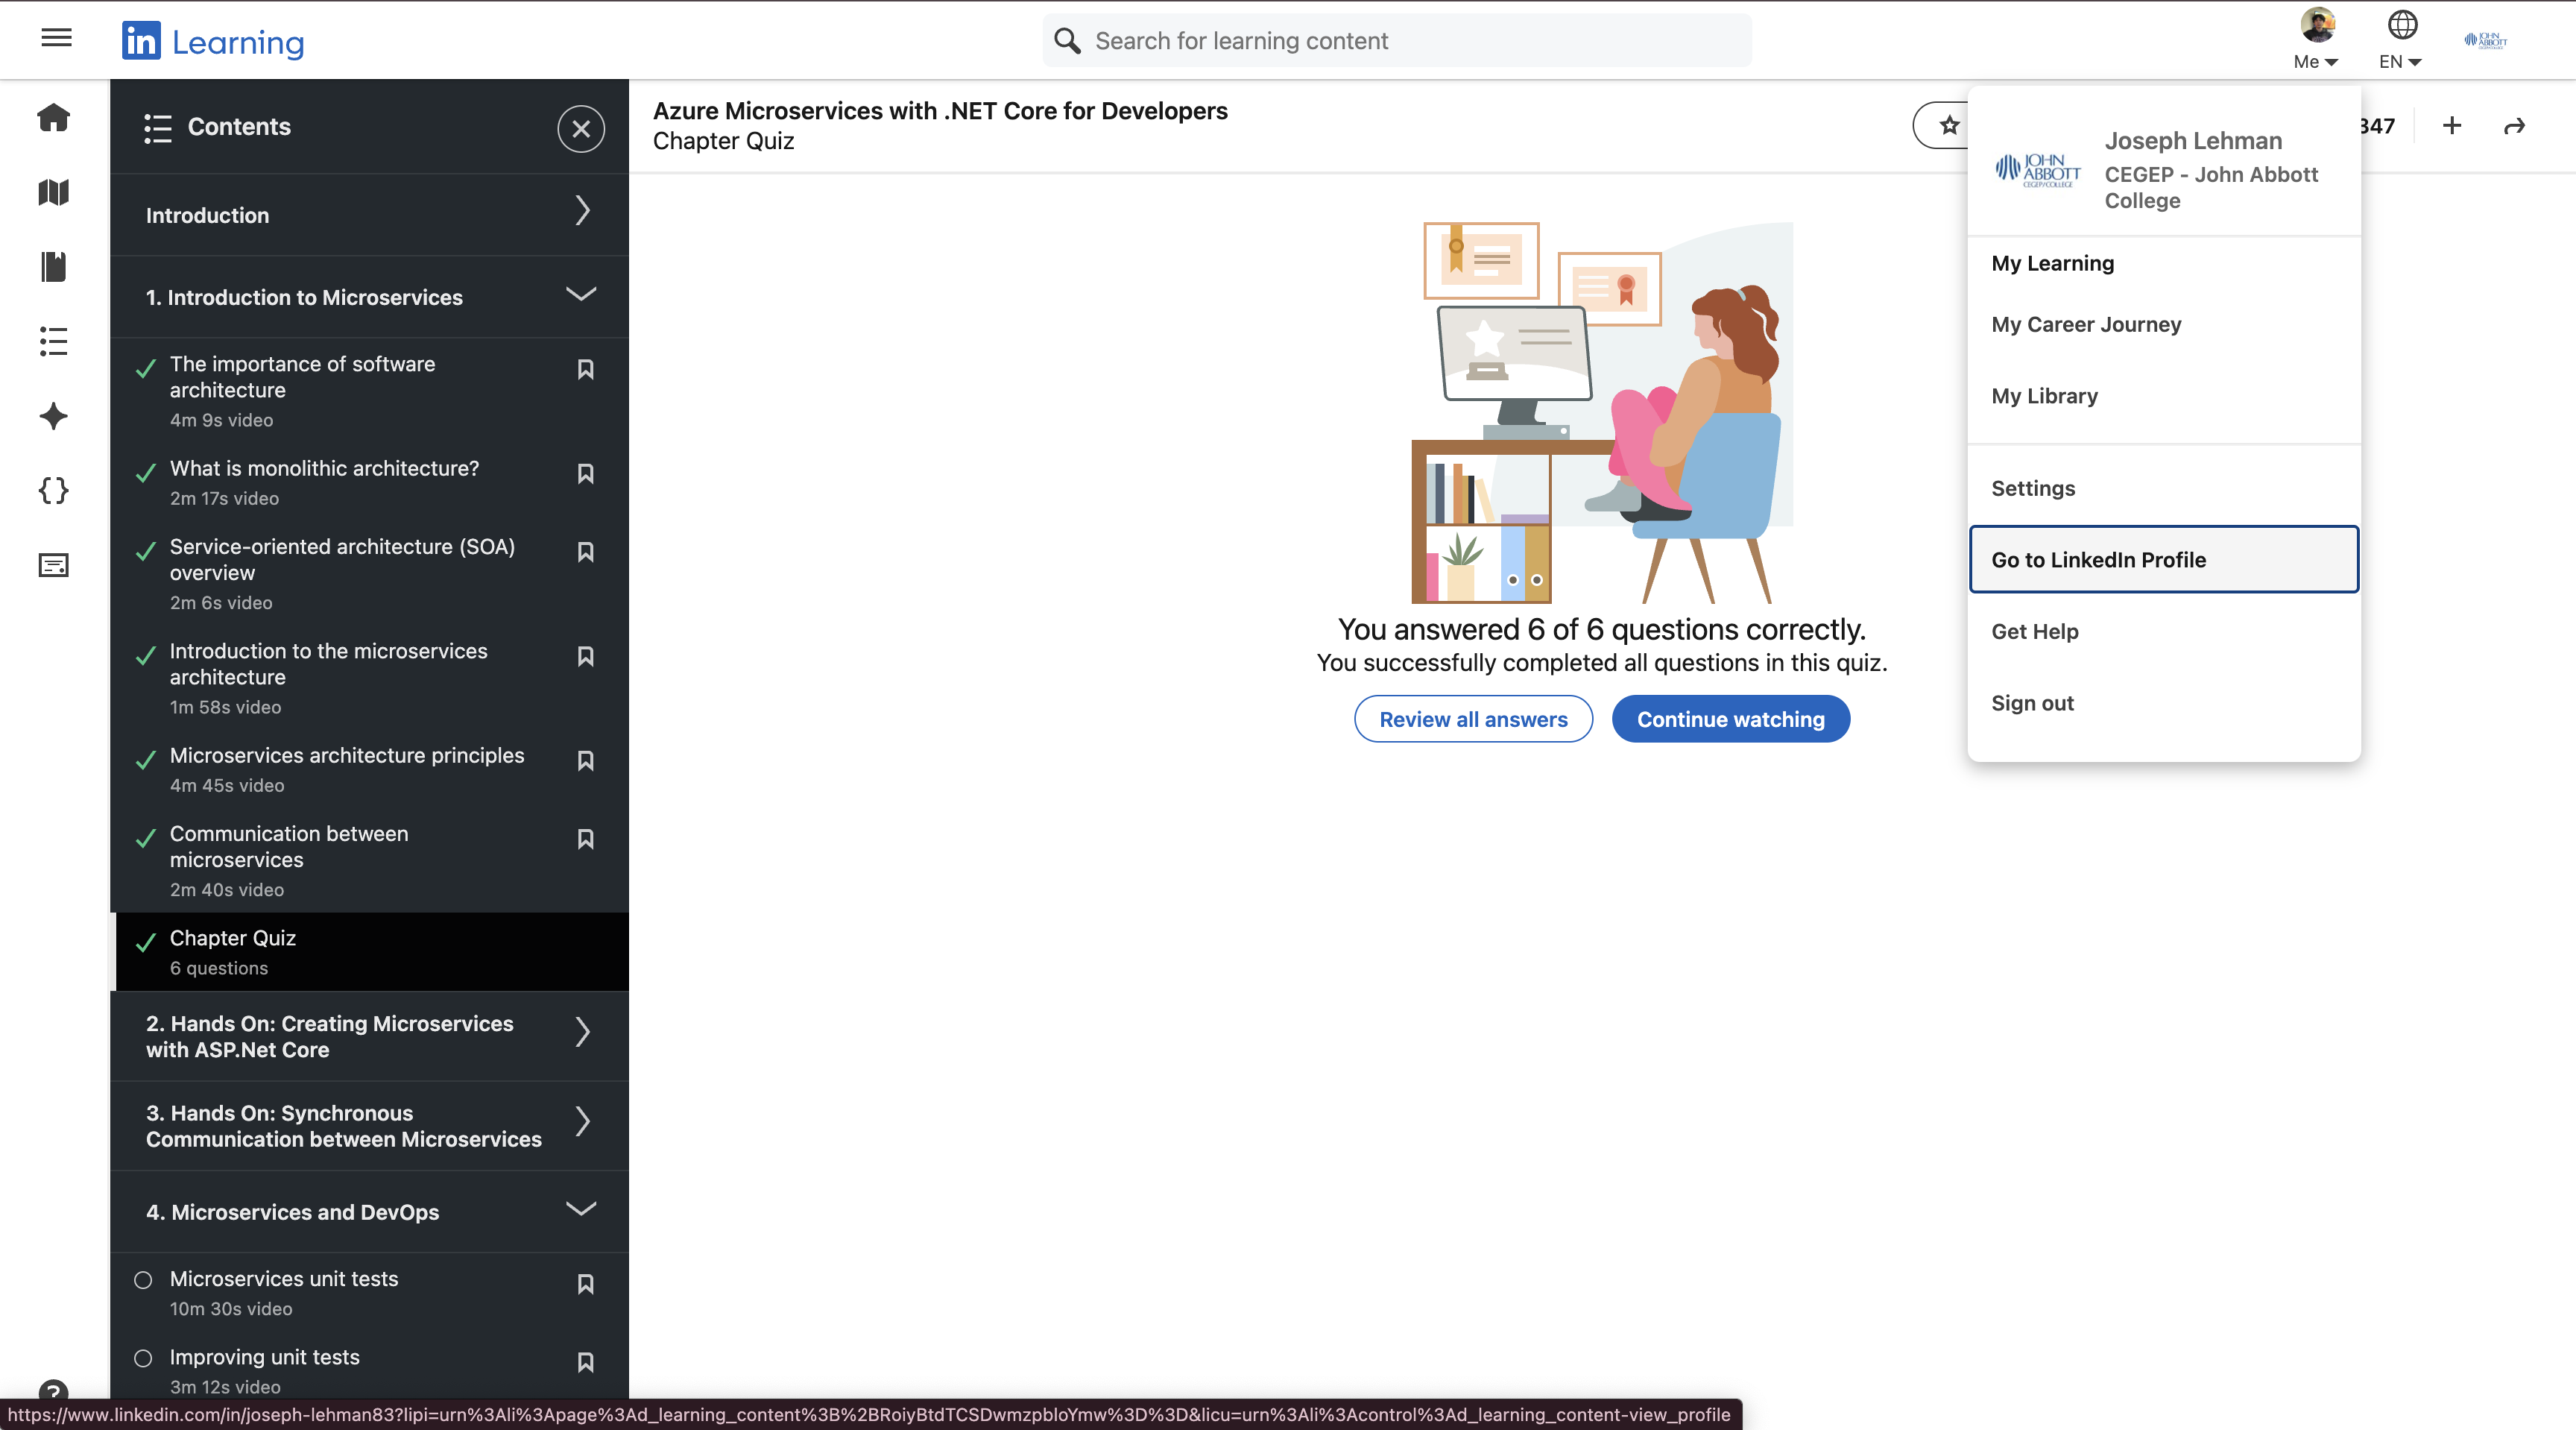 in Learning
Search for learning content
Me
EN
JOHN
ABBOTT
Contents
Introduction
1. Introduction to Microservices
The importance of software
architecture
4m 9s video
What is monolithic architecture?
2m 17s video
Service-oriented architecture (SOA)
overview
2m 6s video
Introduction to the microservices
architecture
1m 58s video
Microservices architecture principles
4m 45s video
Communication between
microservices
2m 40s video
Chapter Quiz
6 questions
2. Hands On: Creating Microservices
with ASP.Net Core
3. Hands On: Synchronous
Communication between Microservices
4. Microservices and DevOps
Microservices unit tests
10m 30s video
Improving unit tests
3m 12s video
Azure Microservices with .NET Core for Developers
Chapter Quiz
347
You answered 6 of 6 questions correctly.
You successfully completed all questions in this quiz.
Review all answers
Continue watching
JOHN
ABBOTT
CEGEP/COLLEGE
Joseph Lehman
CEGEP - John Abbott
College
My Learning
My Career Journey
My Library
Settings
Go to LinkedIn Profile
Get Help
Sign out
?
https://www.linkedin.com/in/joseph-lehman83?lipi=urn%3Ali%3Apage%3Ad_learning_content%3B%2BRoiyBtdTCSDwmzpbloYmw%3D%3D&licu=urn%3Ali%3Acontrol%3Ad_learning_content-view_profile